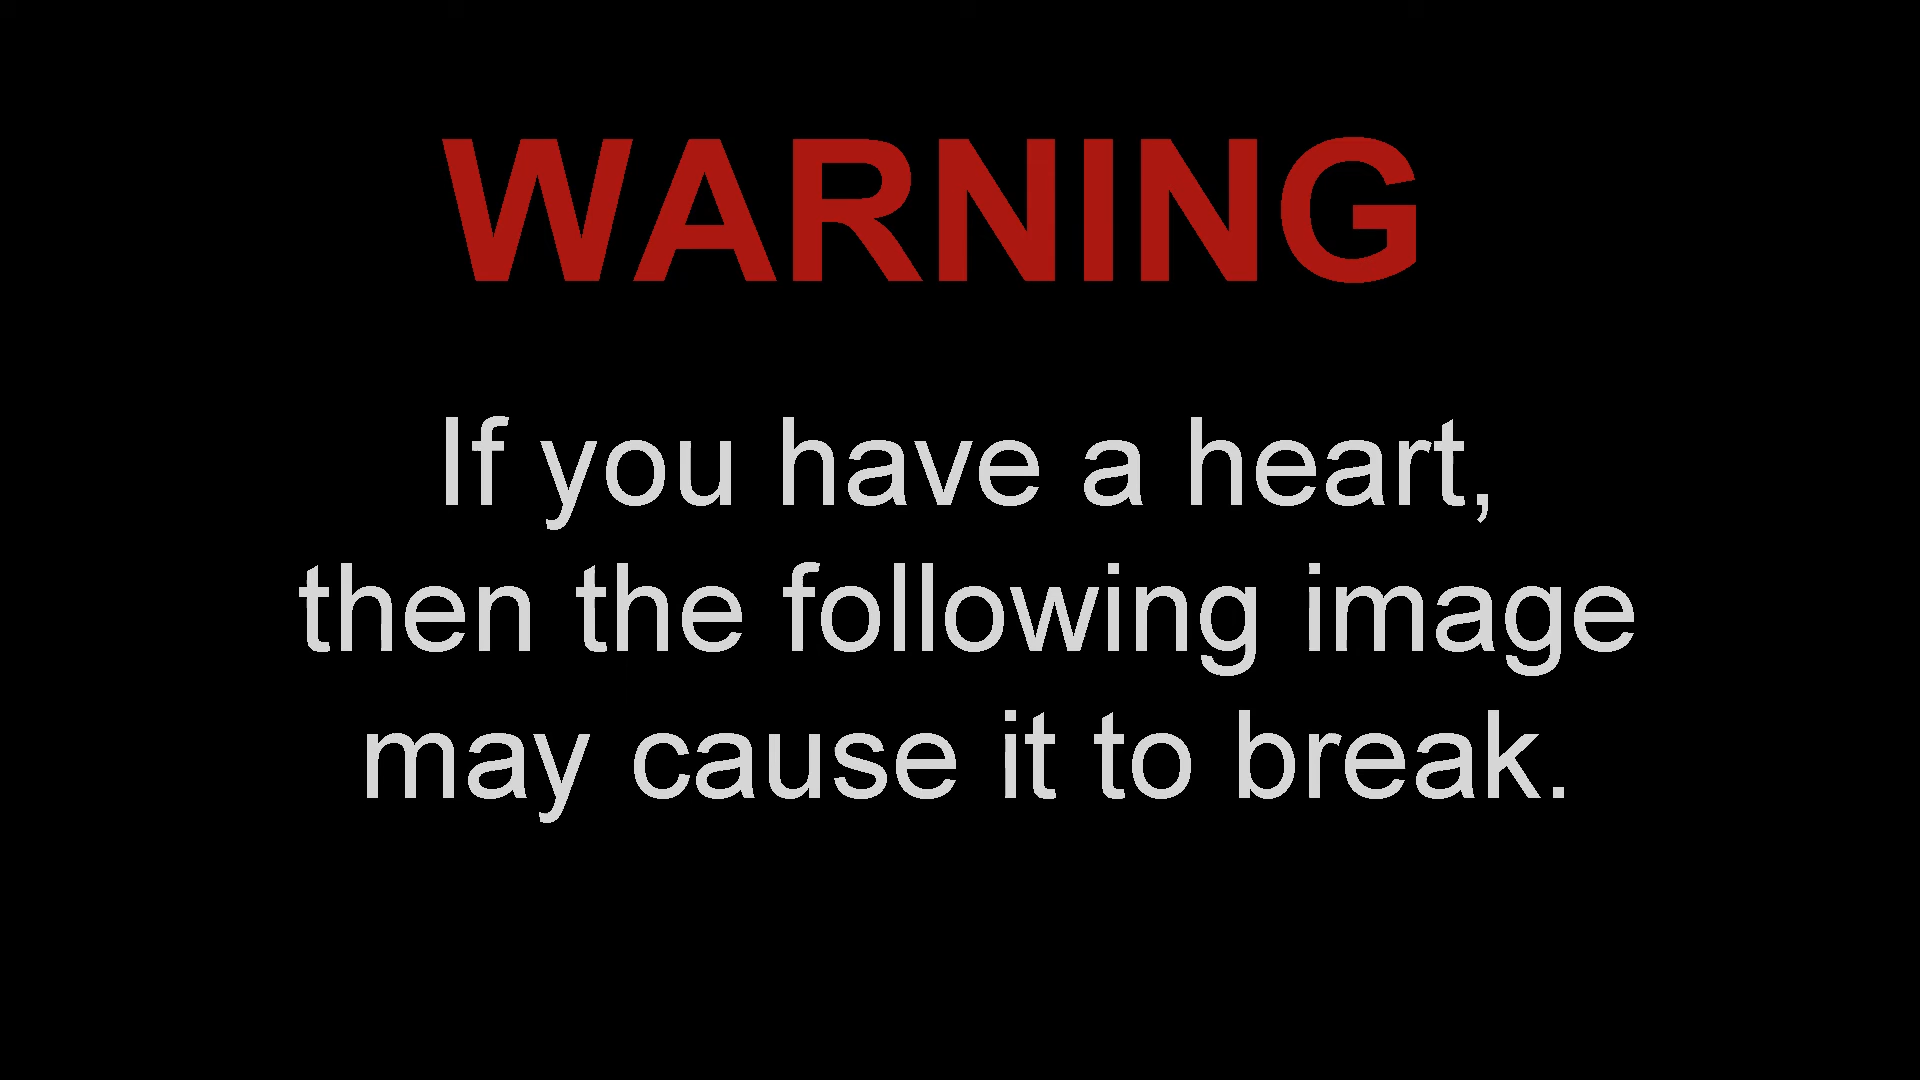 WARNING
If you have a heart,
then the following image
may cause it to break.